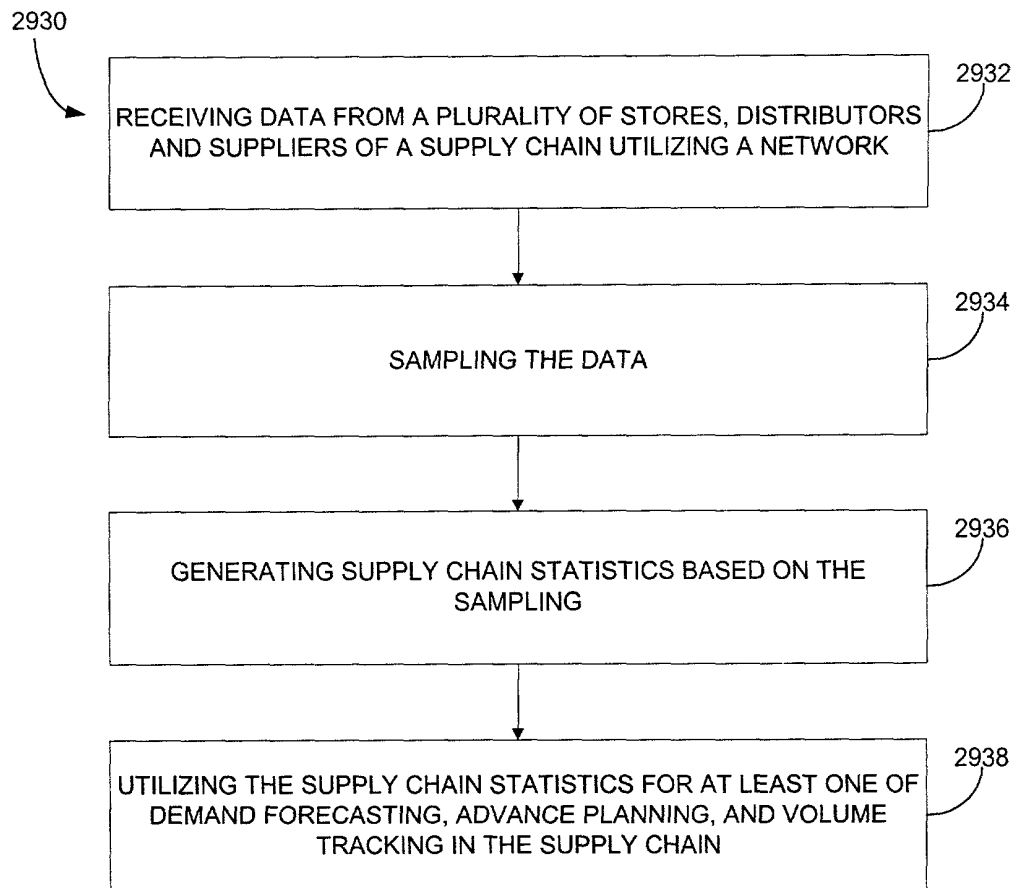 2930
2932
RECEIVING DATA FROM A PLURALITY OF STORES, DISTRIBUTORS
AND SUPPLIERS OF A SUPPLY CHAIN UTILIZING A NETWORK
2934
SAMPLING THE DATA
2936
GENERATING SUPPLY CHAIN STATISTICS BASED ON THE
SAMPLING
2938
UTILIZING THE SUPPLY CHAIN STATISTICS FOR AT LEAST ONE OF
DEMAND FORECASTING, ADVANCE PLANNING, AND VOLUME
TRACKING IN THE SUPPLY CHAIN